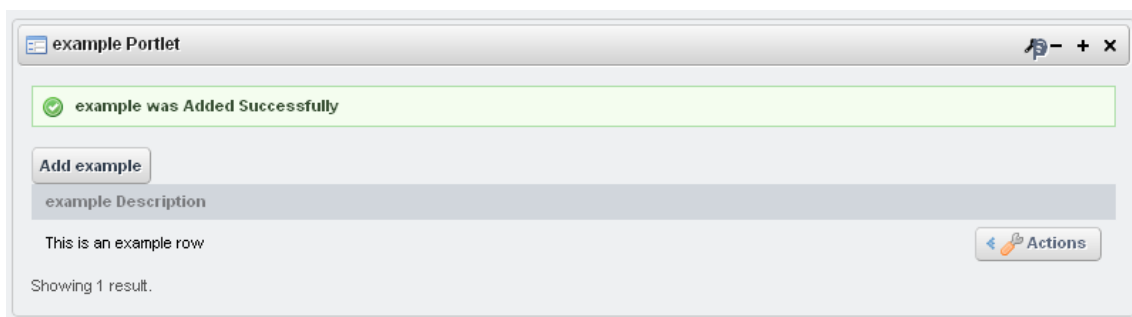 example Portlet
example was Added Successfully
Add example
example Description
This is an example row
Actions
Showing 1 result.